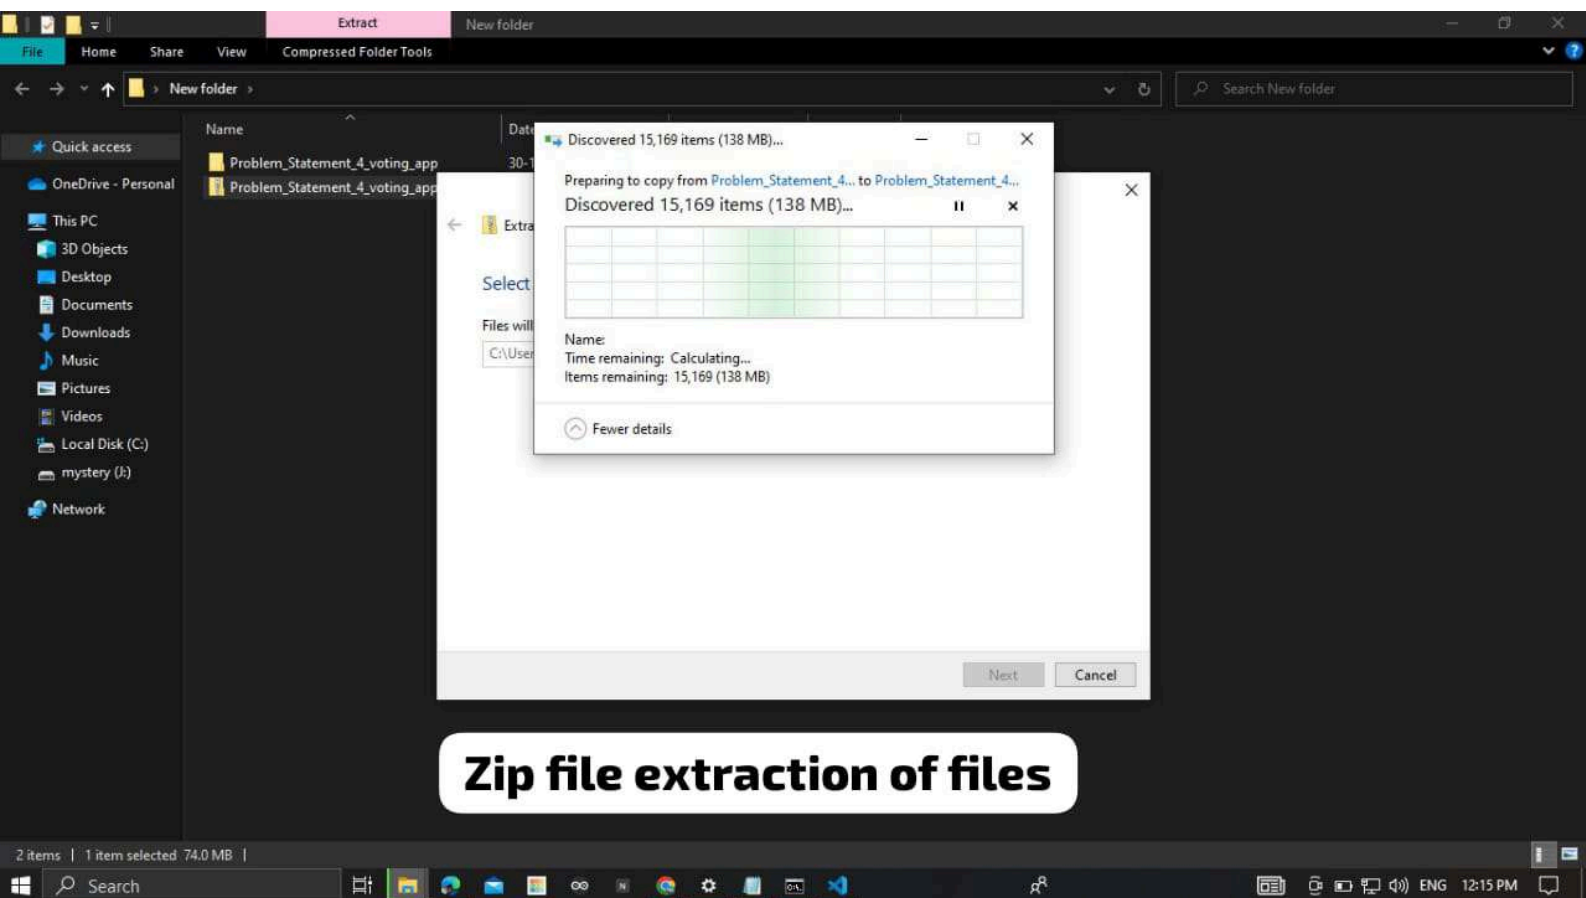 Extract
New folder
File
Home
Share
View
Compressed Folder Tools
New folder
Search New folder
Name
Date
Quick access
OneDrive - Personal
This PC
3D Objects
Desktop
Documents
Downloads
Music
Pictures
Videos
Local Disk (C:)
mystery (J:)
Network
Problem_Statement_4_voting_app
30-1
Problem_Statement_4_voting_app
Discovered 15,169 items (138 MB)...
Preparing to copy from Problem_Statement_4... to Problem_Statement_4...
Discovered 15,169 items (138 MB)...
Extra
Select
Files will
C:\User
Name:
Time remaining: Calculating...
Items remaining: 15,169 (138 MB)
Fewer details
Next
Cancel
Zip file extraction of files
2 items | 1 item selected 74.0 MB |
Search
ENG
12:15 PM